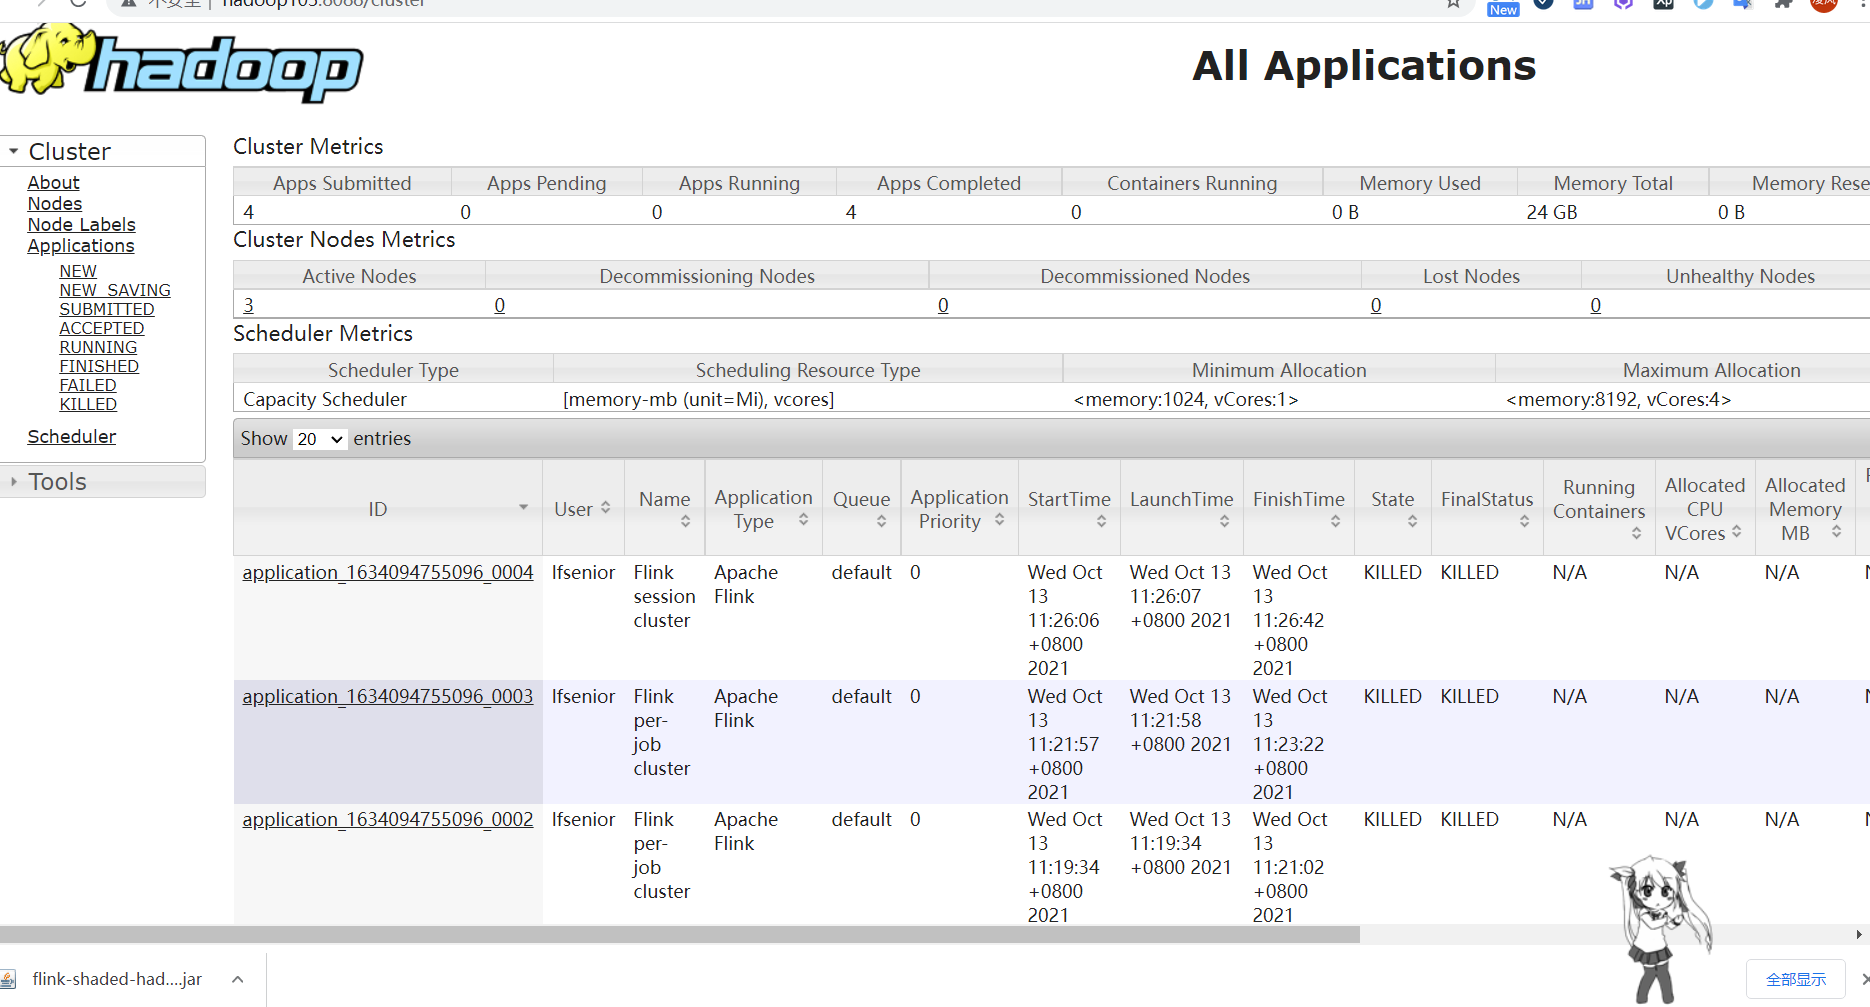 New
hadoop
All Applications
Cluster
About
Nodes
Node Labels
Applications
NEW
NEW_SAVING
SUBMITTED
ACCEPTED
RUNNING
FINISHED
FAILED
KILLED
Scheduler
Tools
Cluster Metrics
Apps Submitted Apps Pending Apps Running Apps Completed Containers Running Memory Used Memory Total Memory Rese
4 0 0 4 0 0 B 24 GB 0 B
Cluster Nodes Metrics
Active Nodes Decommissioning Nodes Decommissioned Nodes Lost Nodes Unhealthy Nodes
3 0 0 0 0
Scheduler Metrics
Scheduler Type Scheduling Resource Type Minimum Allocation Maximum Allocation
Capacity Scheduler [memory-mb (unit=Mi), vcores] <memory:1024, vCores:1> <memory:8192, vCores:4>
Show 20 entries
ID User Name Application Type Queue Application Priority StartTime LaunchTime FinishTime State FinalStatus Running Containers Allocated CPU VCores Allocated Memory MB
application_1634094755096_0004 lfsenior Flink session cluster Apache Flink default 0 Wed Oct 13 11:26:06 +0800 2021 Wed Oct 13 11:26:07 +0800 2021 Wed Oct 13 11:26:42 +0800 2021 KILLED KILLED N/A N/A N/A
application_1634094755096_0003 lfsenior Flink per-job cluster Apache Flink default 0 Wed Oct 13 11:21:57 +0800 2021 Wed Oct 13 11:21:58 +0800 2021 Wed Oct 13 11:23:22 +0800 2021 KILLED KILLED N/A N/A N/A
application_1634094755096_0002 lfsenior Flink per-job cluster Apache Flink default 0 Wed Oct 13 11:19:34 +0800 2021 Wed Oct 13 11:19:34 +0800 2021 Wed Oct 13 11:21:02 +0800 2021 KILLED KILLED N/A N/A N/A
flink-shaded-had....jar
全部显示